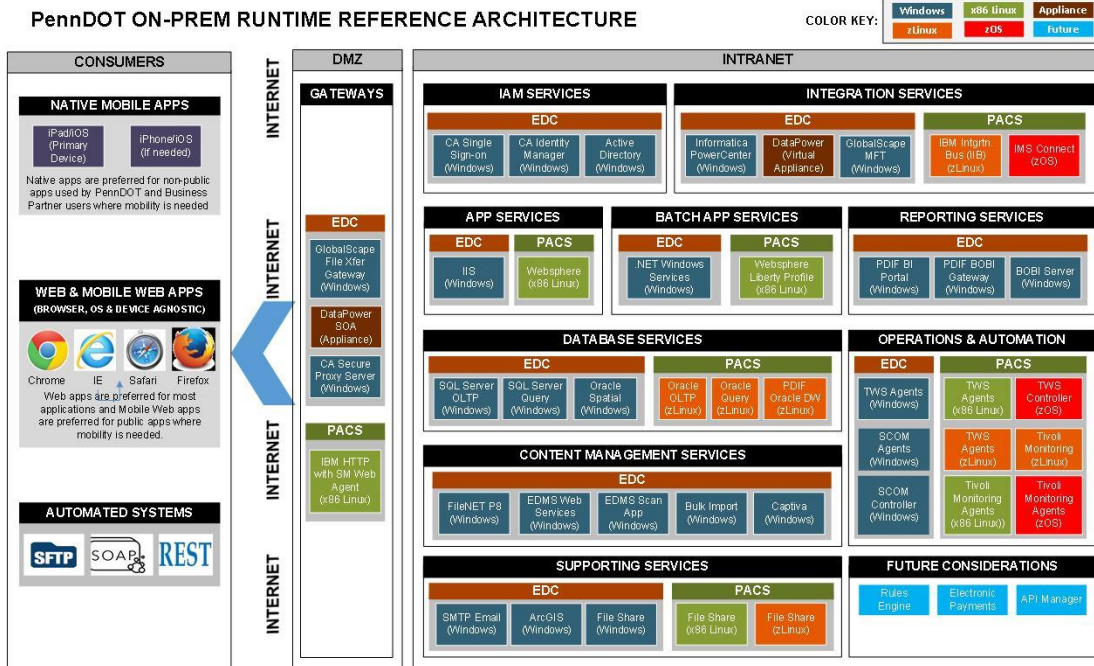 PennDOT ON-PREM RUNTIME REFERENCE ARCHITECTURE
COLOR KEY:
Windows
x86 Linux
Appliance
zLinux
zOS
Future
CONSUMERS
NATIVE MOBILE APPS
iPad/iOS
(Primary
Device)
iPhone/iOS
(If needed)
Native apps are preferred for non-public
apps used by PennDOT and Business
Partner users where mobility is needed
WEB & MOBILE WEB APPS
(BROWSER, OS & DEVICE AGNOSTIC)
Chrome
IE
Safari
Firefox
Web apps are preferred for most
applications and Mobile Web apps
are preferred for public apps where
mobility is needed.
AUTOMATED SYSTEMS
SFTP
SOAP
REST
INTERNET
INTERNET
INTERNET
INTERNET
DMZ
GATEWAYS
EDC
GlobalScape
File Xfer
Gateway
(Windows)
DataPower
SOA
(Appliance)
CA Secure
Proxy Server
(Windows)
PACS
IBM HTTP
with SM Web
Agent
(x86 Linux)
INTRANET
IAM SERVICES
EDC
CA Single
Sign-on
(Windows)
CA Identity
Manager
(Windows)
Active
Directory
(Windows)
INTEGRATION SERVICES
EDC
Informatica
PowerCenter
(Windows)
DataPower
(Virtual
Appliance)
GlobalScape
MFT
(Windows)
PACS
IBM Intgrtn.
Bus (IIB)
(zLinux)
IMS Connect
(zOS)
APP SERVICES
EDC
IIS
(Windows)
PACS
Websphere
(x86 Linux)
BATCH APP SERVICES
EDC
.NET Windows
Services
(Windows)
PACS
Websphere
Liberty Profile
(x86 Linux)
REPORTING SERVICES
EDC
PDIF BI
Portal
(Windows)
PDIF BOBI
Gateway
(Windows)
BOBI Server
(Windows)
DATABASE SERVICES
EDC
SQL Server
OLTP
(Windows)
SQL Server
Query
(Windows)
Oracle
Spatial
(Windows)
PACS
Oracle
OLTP
(zLinux)
Oracle
Query
(zLinux)
PDIF
Oracle DW
(zLinux)
OPERATIONS & AUTOMATION
EDC
TWS Agents
(Windows)
SCOM
Agents
(Windows)
SCOM
Controller
(Windows)
PACS
TWS
Agents
(x86 Linux)
TWS
Controller
(zOS)
TWS
Agents
(zLinux)
Tivoli
Monitoring
(zLinux)
Tivoli
Monitoring
Agents
(x86 Linux))
Tivoli
Monitoring
Agents
(zOS)
CONTENT MANAGEMENT SERVICES
EDC
FileNET P8
(Windows)
EDMS Web
Services
(Windows)
EDMS Scan
App
(Windows)
Bulk Import
(Windows)
Captiva
(Windows)
SUPPORTING SERVICES
EDC
SMTP Email
(Windows)
ArcGIS
(Windows)
File Share
(Windows)
PACS
File Share
(x86 Linux)
File Share
(zLinux)
FUTURE CONSIDERATIONS
Rules
Engine
Electronic
Payments
API Manager